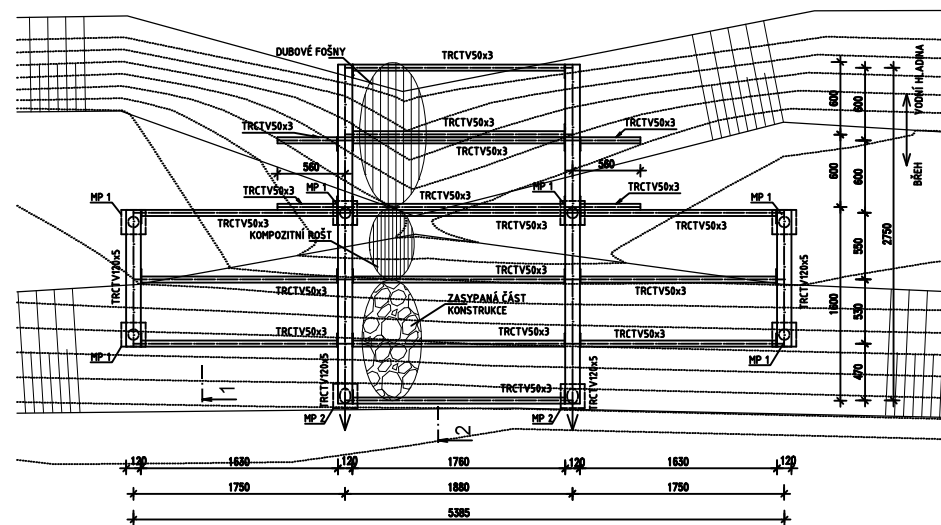 DUBOVÉ FOŠNY
TRCTV50x3
TRCTV50x3
TRCTV50x3
TRCTV50x3
TRCTV50x3
600
600
VODNÍ HLADINA
BŘEH
560
560
TRCTV50x3
MP 1
TRCTV50x3
MP 1
TRCTV50x3
600
600
MP 1
MP 1
TRCTV50x3
TRCTV50x3
TRCTV50x3
KOMPOZITNÍ ROŠT
550
2750
TRCTV120x5
TRCTV50x3
TRCTV50x3
TRCTV50x3
TRCTV120x5
ZASYPANÁ ČÁST
KONSTRUKCE
1600
530
TRCTV50x3
TRCTV50x3
TRCTV50x3
MP 1
MP 1
TRCTV120x5
TRCTV50x3
TRCTV120x5
470
1
MP 2
MP 2
2
120
1630
120
1760
120
1630
120
1750
1880
1750
5385